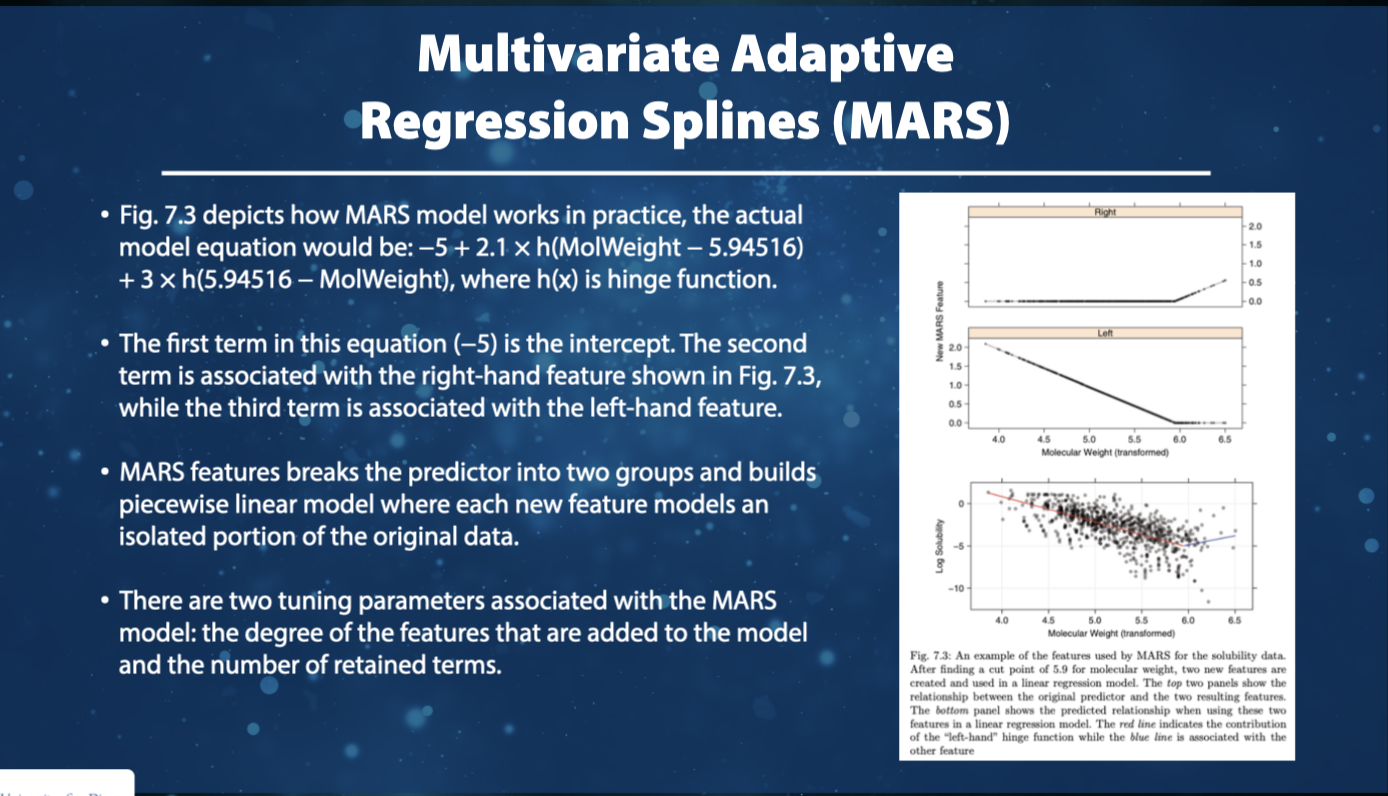 Multivariate Adaptive
Regression Splines (MARS)
• Fig. 7.3 depicts how MARS model works in practice, the actual
model equation would be: −5 + 2.1 × h(MolWeight − 5.94516)
+ 3 × h(5.94516 − MolWeight), where h(x) is hinge function.
• The first term in this equation (−5) is the intercept. The second
term is associated with the right-hand feature shown in Fig. 7.3,
while the third term is associated with the left-hand feature.
• MARS features breaks the predictor into two groups and builds
piecewise linear model where each new feature models an
isolated portion of the original data.
• There are two tuning parameters associated with the MARS
model: the degree of the features that are added to the model
and the number of retained terms.
Right
2.0
1.5
1.0
0.5
0.0
New MARS Feature
Left
2.0
1.5
1.0
0.5
0.0
4.0 4.5 5.0 5.5 6.0 6.5
Molecular Weight (transformed)
Log Solubility
0
−5
−10
4.0 4.5 5.0 5.5 6.0 6.5
Molecular Weight (transformed)
Fig. 7.3: An example of the features used by MARS for the solubility data.
After finding a cut point of 5.9 for molecular weight, two new features are
created and used in a linear regression model. The top two panels show the
relationship between the original predictor and the two resulting features.
The bottom panel shows the predicted relationship when using these two
features in a linear regression model. The red line indicates the contribution
of the “left-hand” hinge function while the blue line is associated with the
other feature